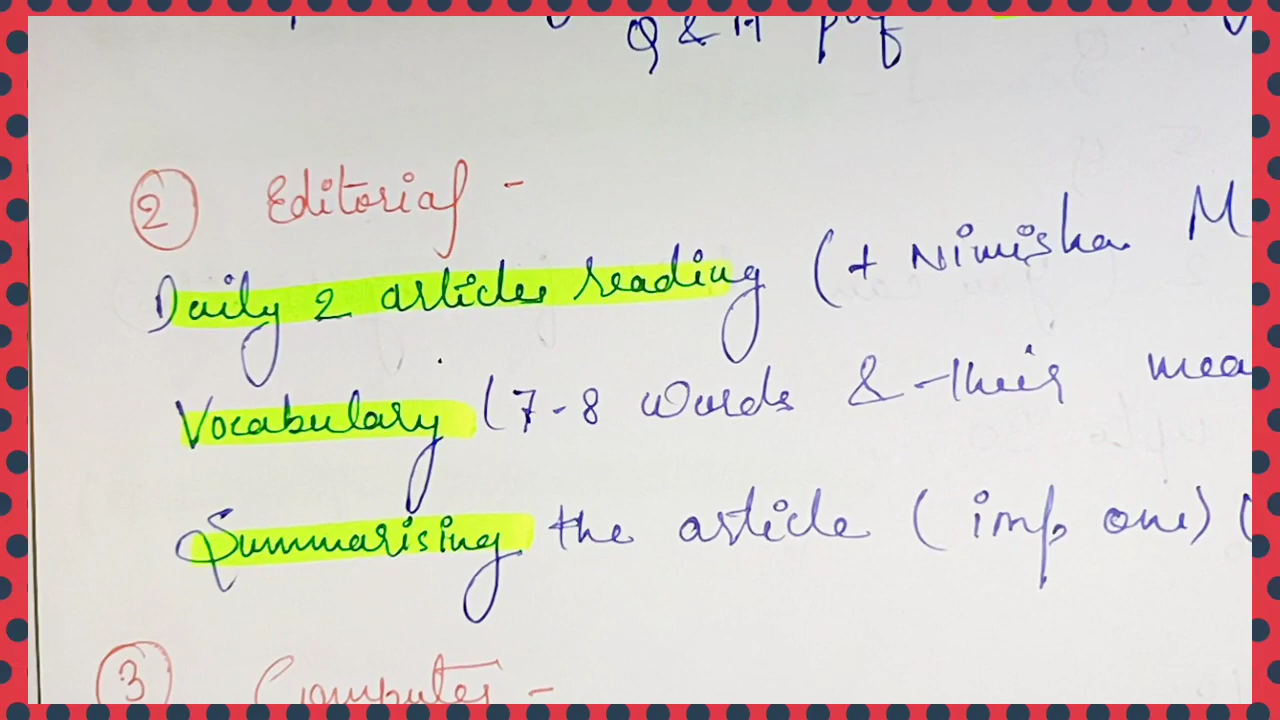 Q & A pdf
② Editorial -
Daily 2 articles reading (+ Nimisha M
Vocabulary (7-8 words & their mea
Summarising the article (imp one) (
③ Computer -